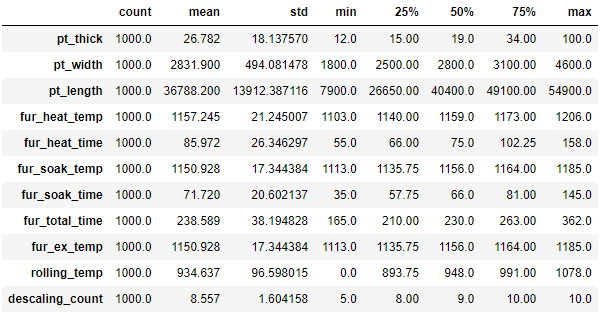 count mean std min 25% 50% 75% max
pt_thick 1000.0 26.782 18.137570 12.0 15.00 19.0 34.00 100.0
pt_width 1000.0 2831.900 494.081478 1800.0 2500.00 2800.0 3100.00 4600.0
pt_length 1000.0 36788.200 13912.387116 7900.0 26650.00 40400.0 49100.00 54900.0
fur_heat_temp 1000.0 1157.245 21.245007 1103.0 1140.00 1159.0 1173.00 1206.0
fur_heat_time 1000.0 85.972 26.346297 55.0 66.00 75.0 102.25 158.0
fur_soak_temp 1000.0 1150.928 17.344384 1113.0 1135.75 1156.0 1164.00 1185.0
fur_soak_time 1000.0 71.720 20.602137 35.0 57.75 66.0 81.00 145.0
fur_total_time 1000.0 238.589 38.194828 165.0 210.00 230.0 263.00 362.0
fur_ex_temp 1000.0 1150.928 17.344384 1113.0 1135.75 1156.0 1164.00 1185.0
rolling_temp 1000.0 934.637 96.598015 0.0 893.75 948.0 991.00 1078.0
descaling_count 1000.0 8.557 1.604158 5.0 8.00 9.0 10.00 10.0